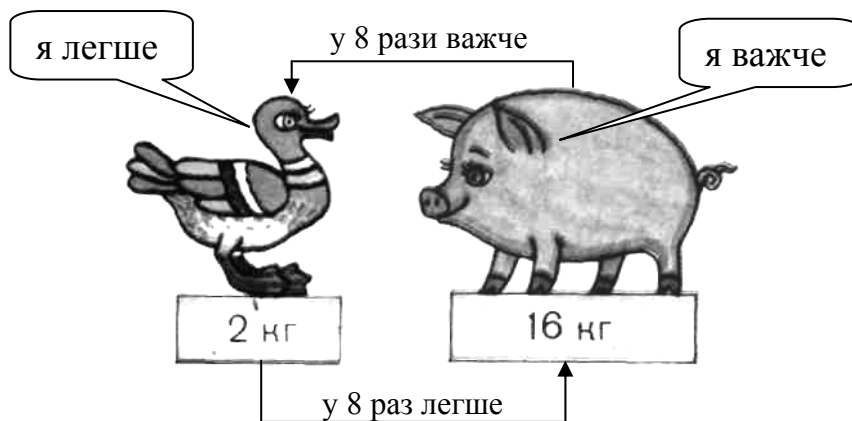 у 8 рази важче
я легше
я важче
2 кг
16 кг
у 8 раз легше